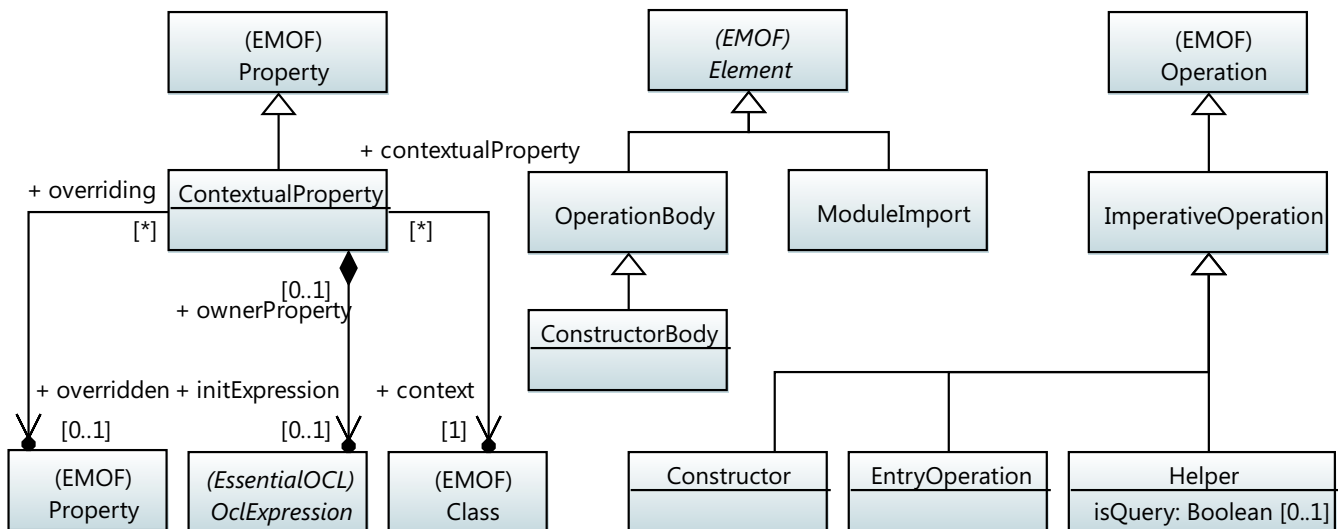 (EMOF)
Property
(EMOF)
Element
(EMOF)
Operation
+ contextualProperty
+ overriding
ContextualProperty
[*]
[*]
OperationBody
ModuleImport
ImperativeOperation
[0..1]
+ ownerProperty
ConstructorBody
+ overridden
+ initExpression
+ context
[0..1]
[0..1]
[1]
(EMOF)
Property
(EssentialOCL)
OclExpression
(EMOF)
Class
Constructor
EntryOperation
Helper
isQuery: Boolean [0..1]